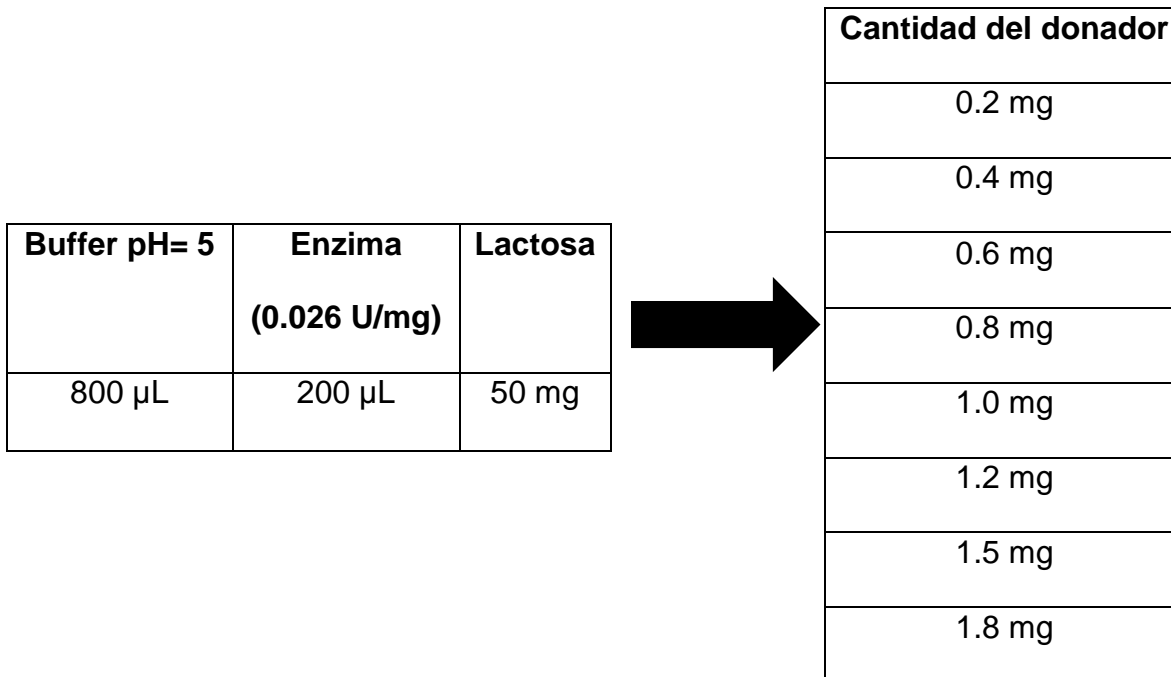 Buffer pH= 5 Enzima Lactosa
(0.026 U/mg)
800 µL 200 µL 50 mg
Cantidad del donador
0.2 mg
0.4 mg
0.6 mg
0.8 mg
1.0 mg
1.2 mg
1.5 mg
1.8 mg